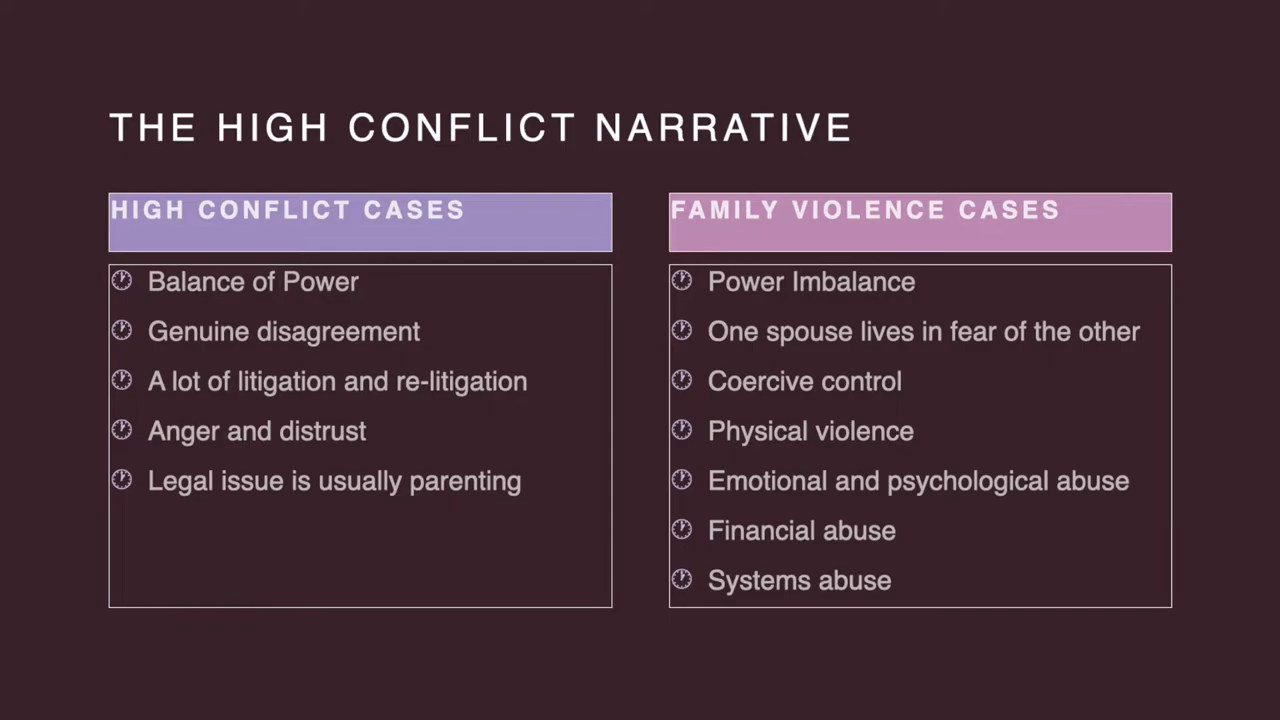 THE HIGH CONFLICT NARRATIVE
HIGH CONFLICT CASES
Balance of Power
Genuine disagreement
A lot of litigation and re-litigation
Anger and distrust
Legal issue is usually parenting
FAMILY VIOLENCE CASES
Power Imbalance
One spouse lives in fear of the other
Coercive control
Physical violence
Emotional and psychological abuse
Financial abuse
Systems abuse